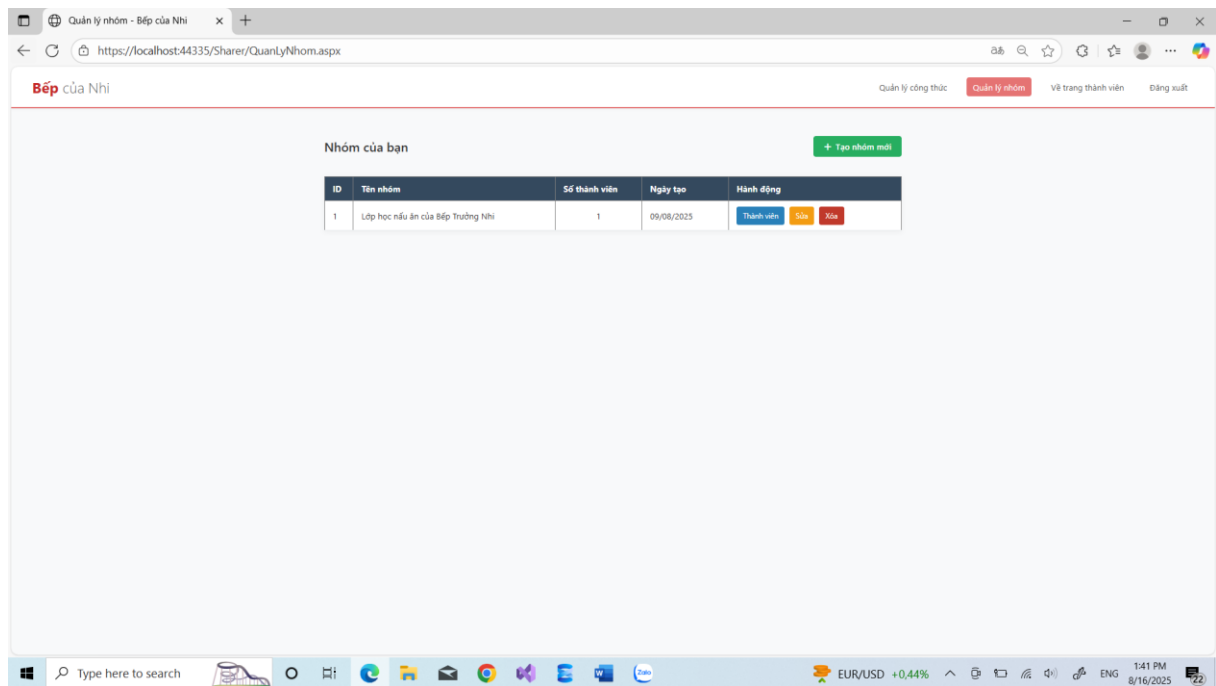 Quản lý nhóm - Bếp của Nhi
https://localhost:44335/Sharer/QuanLyNhom.aspx
Bếp của Nhi
Quản lý công thức Quản lý nhóm Về trang thành viên Đăng xuất
Nhóm của bạn
+ Tạo nhóm mới
ID Tên nhóm Số thành viên Ngày tạo Hành động
1 Lớp học nấu ăn của Bếp Trưởng Nhi 1 09/08/2025 Thành viên Sửa Xóa
Type here to search
Zalo
EUR/USD +0,44%
ENG
1:41 PM
8/16/2025
22